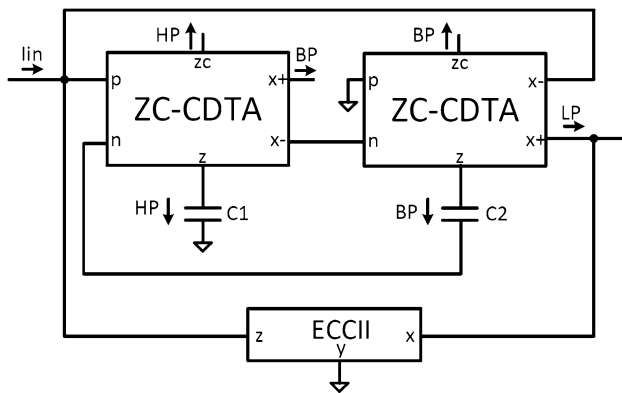 Iin
HP
BP
BP
zc
zc
p
x+
p
x-
ZC-CDTA
ZC-CDTA
LP
n
x-
n
x+
z
z
HP
C1
BP
C2
ECCII
z
x
y